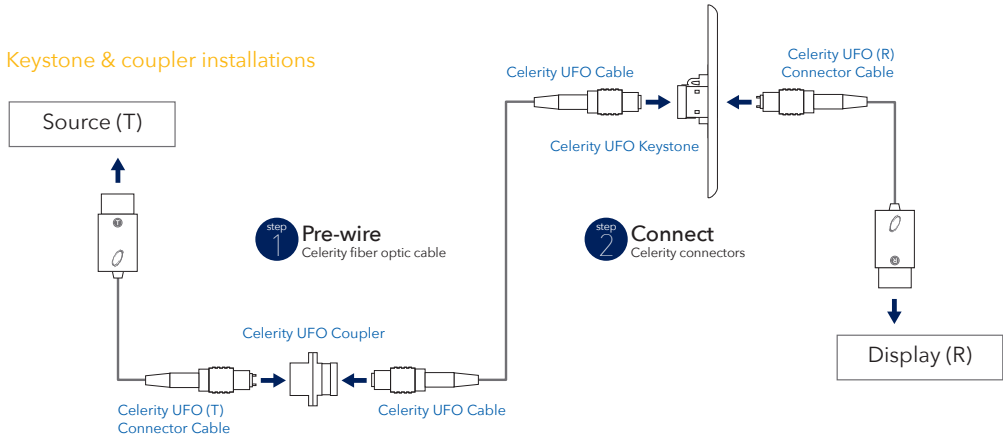 Keystone & coupler installations
Source (T)
T
Celerity UFO Cable
Celerity UFO (R)
Connector Cable
Celerity UFO Keystone
step
1
Pre-wire
Celerity fiber optic cable
step
2
Connect
Celerity connectors
R
Celerity UFO Coupler
Display (R)
Celerity UFO (T)
Connector Cable
Celerity UFO Cable